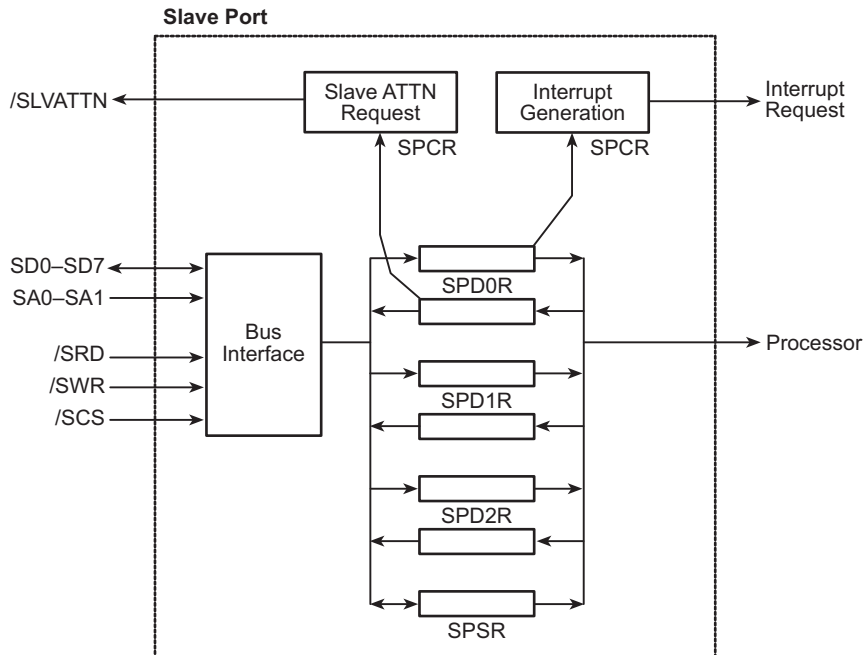 Slave Port
/SLVATTN
Slave ATTN
Request
SPCR
Interrupt
Generation
SPCR
Interrupt
Request
SD0–SD7
SA0–SA1
/SRD
/SWR
/SCS
Bus
Interface
SPD0R
SPD1R
SPD2R
SPSR
Processor